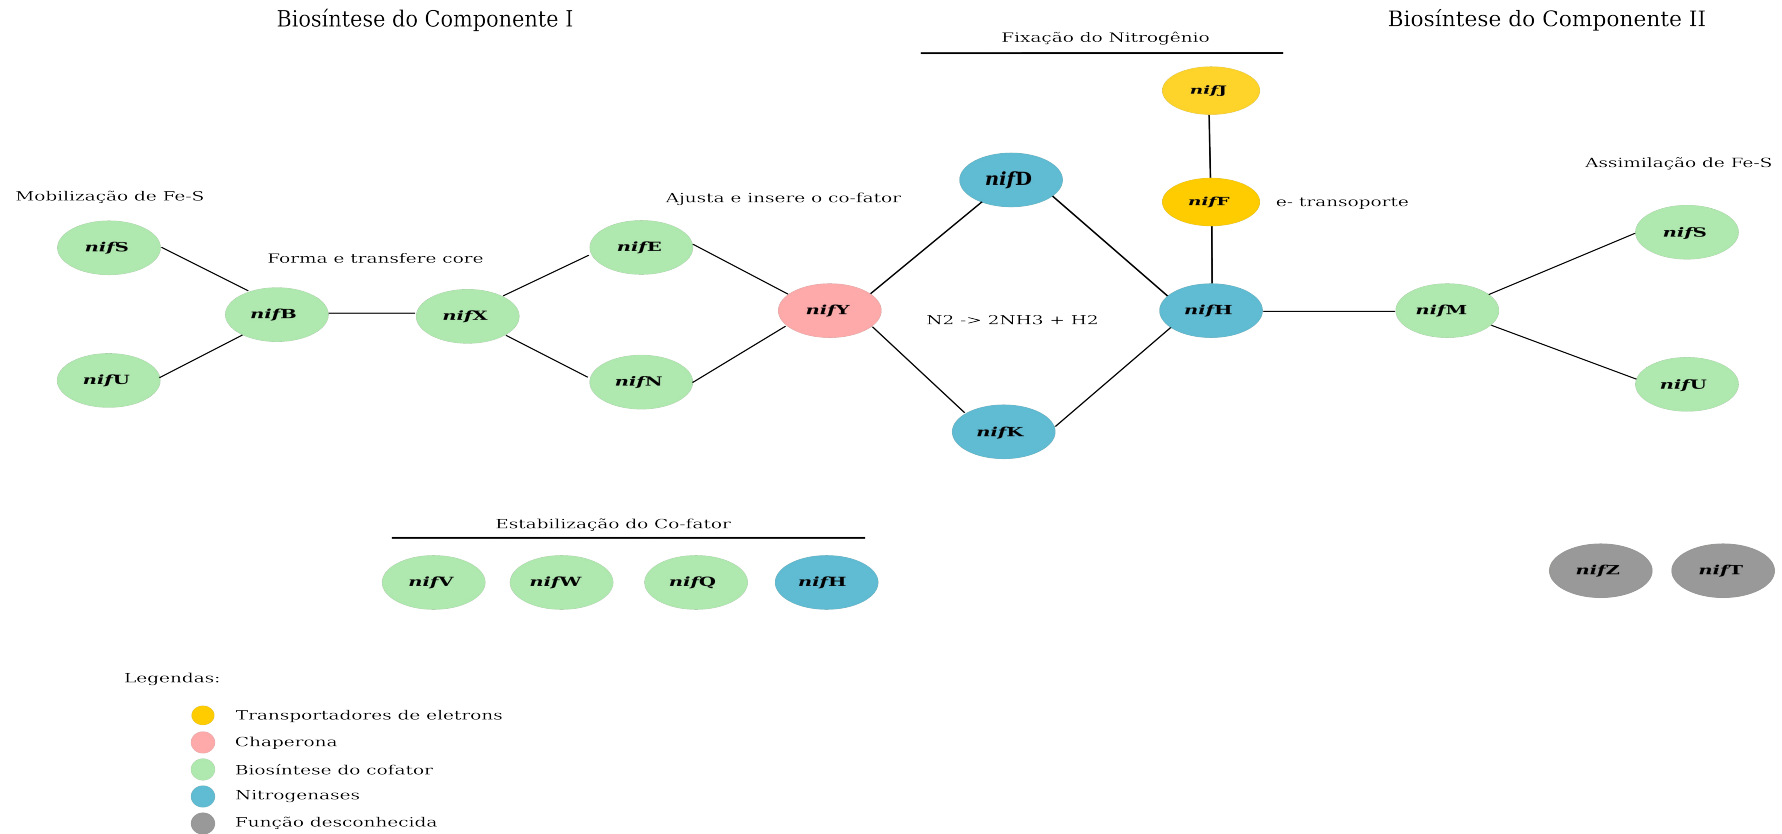 Biosíntese do Componente I
Biosíntese do Componente II
Fixação do Nitrogênio
nifJ
Assimilação de Fe-S
nifD
Mobilização de Fe-S
Ajusta e insere o co-fator
nifF
e- transoporte
nifS
nifS
nifE
Forma e transfere core
nifB
nifX
nifY
N2 -> 2NH3 + H2
nifH
nifM
nifU
nifN
nifU
nifK
Estabilização do Co-fator
nifV
nifW
nifQ
nifH
nifZ
nifT
Legendas:
Transportadores de eletrons
Chaperona
Biosíntese do cofator
Nitrogenases
Função desconhecida